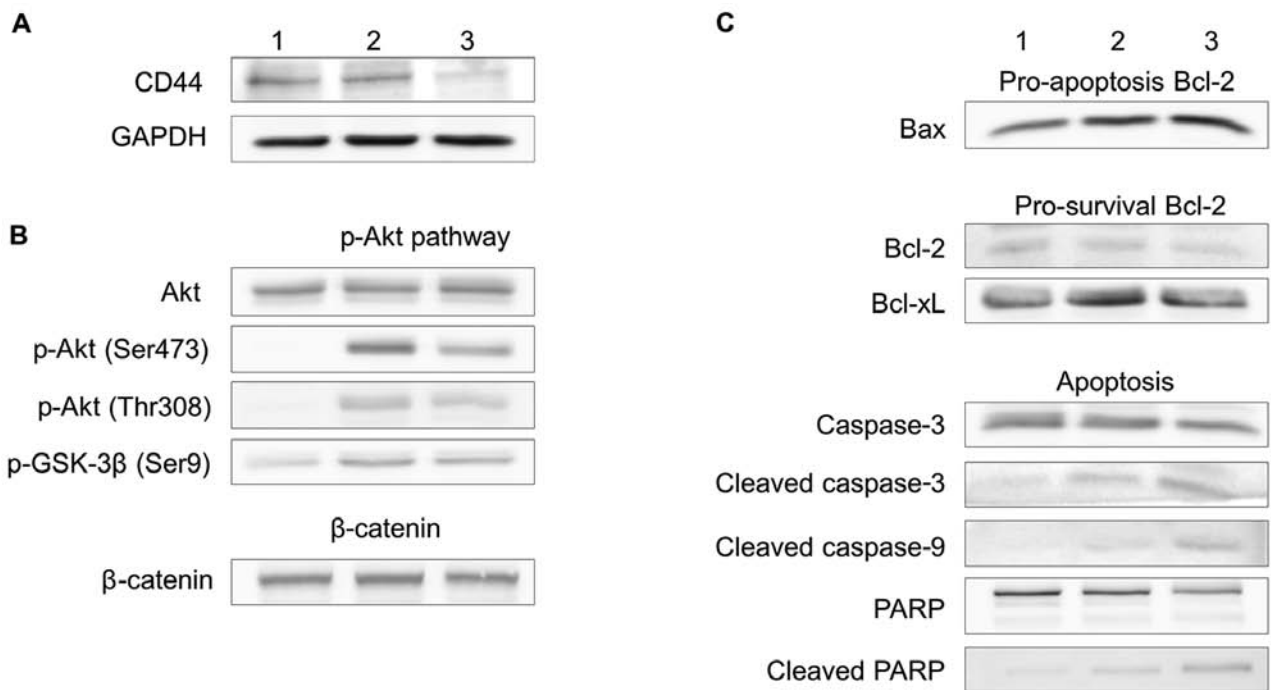 A
1 2 3
CD44
GAPDH
B
p-Akt pathway
Akt
p-Akt (Ser473)
p-Akt (Thr308)
p-GSK-3β (Ser9)
β-catenin
β-catenin
C
1 2 3
Pro-apoptosis Bcl-2
Bax
Pro-survival Bcl-2
Bcl-2
Bcl-xL
Apoptosis
Caspase-3
Cleaved caspase-3
Cleaved caspase-9
PARP
Cleaved PARP